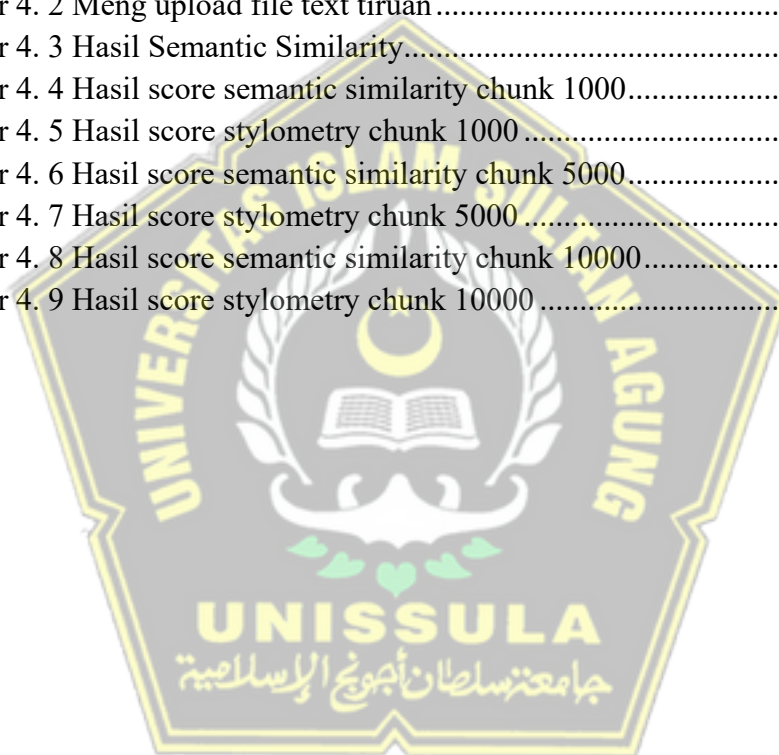 r 4. 2 Meng upload file text tiruan
r 4. 3 Hasil Semantic Similarity
r 4. 4 Hasil score semantic similarity chunk 1000
r 4. 5 Hasil score stylometry chunk 1000
r 4. 6 Hasil score semantic similarity chunk 5000
r 4. 7 Hasil score stylometry chunk 5000
r 4. 8 Hasil score semantic similarity chunk 10000
r 4. 9 Hasil score stylometry chunk 10000
UNIVERSITAS ISLAM SULTAN AGUNG
UNISSULA
جامعة سلطان أجونج الإسلامية